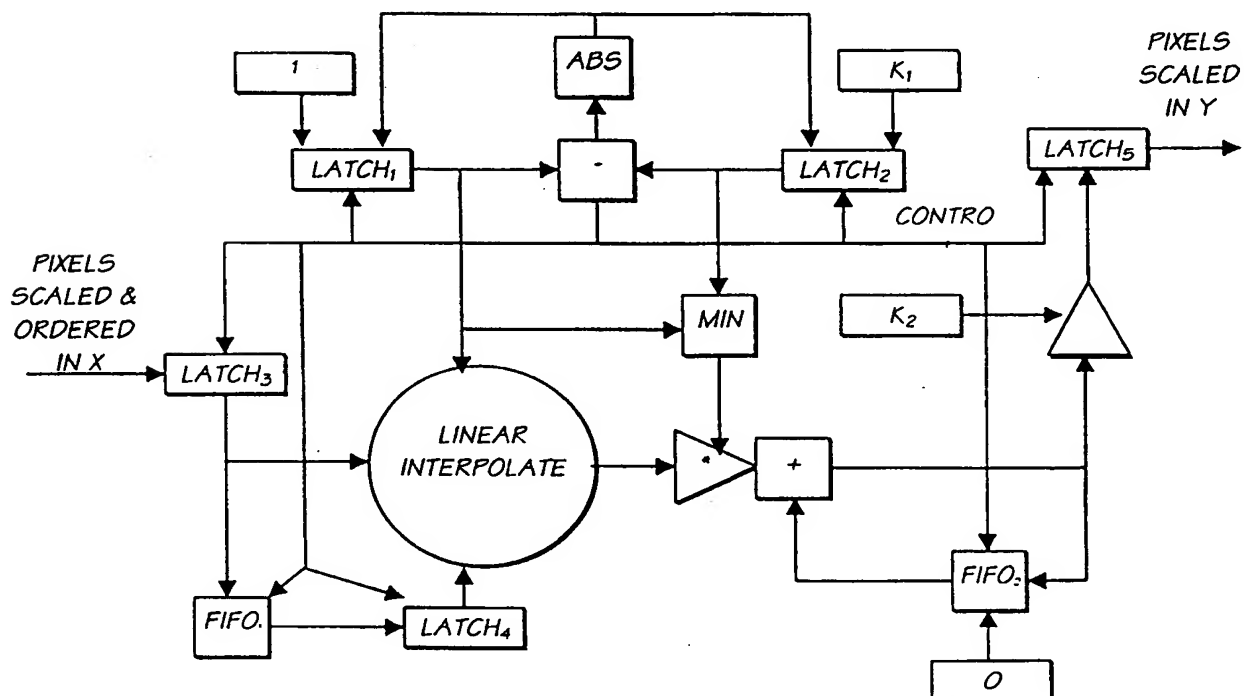 PIXELS
SCALED
IN Y
1
ABS
K₁
LATCH₁
-
LATCH₂
LATCH₅
CONTRO
PIXELS
SCALED &
ORDERED
IN X
LATCH₃
MIN
K₂
LINEAR
INTERPOLATE
*
+
FIFO.
LATCH₄
FIFO₂
0